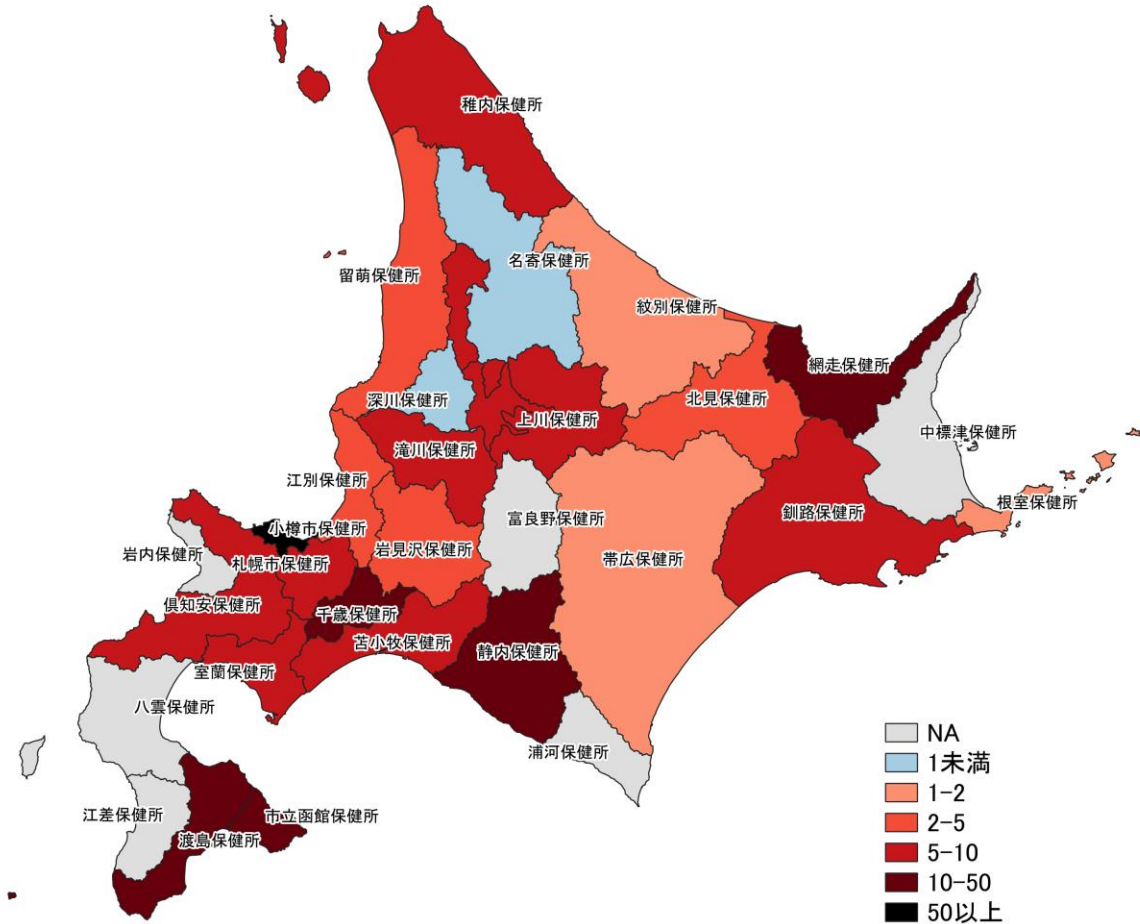 稚内保健所
名寄保健所
留萌保健所
紋別保健所
網走保健所
深川保健所
北見保健所
上川保健所
中標津保健所
滝川保健所
江別保健所
根室保健所
釧路保健所
富良野保健所
小樽市保健所
岩見沢保健所
岩内保健所
札幌市保健所
帯広保健所
倶知安保健所
千歳保健所
苫小牧保健所
静内保健所
室蘭保健所
八雲保健所
浦河保健所
江差保健所
市立函館保健所
渡島保健所
NA
1未満
1-2
2-5
5-10
10-50
50以上